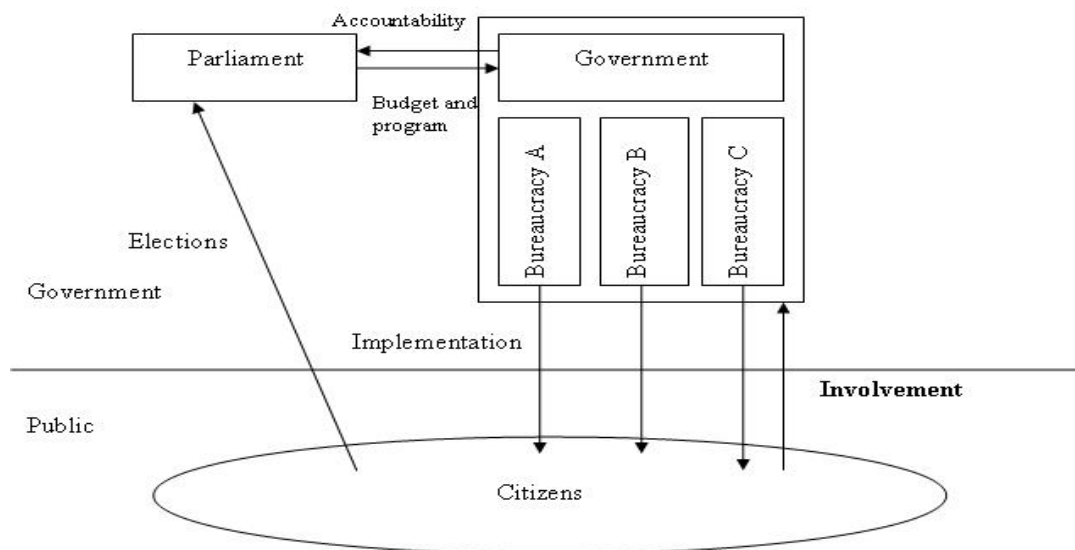 Accountability
Parliament
Government
Budget and
program
Bureaucracy A
Bureaucracy B
Bureaucracy C
Elections
Government
Implementation
Involvement
Public
Citizens